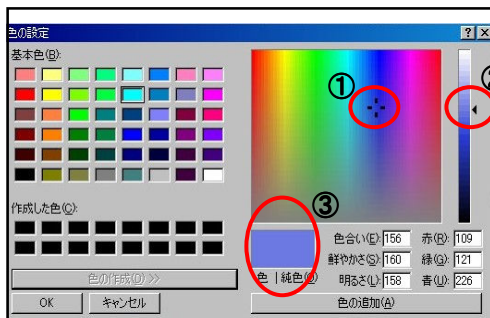 色の設定
基本色(B):
作成した色(C):
色の作成(D) >>
OK
キャンセル
①
②
③
色 | 純色(O)
色合い(E): 156
鮮やかさ(S): 160
明るさ(L): 158
赤(R): 109
緑(G): 121
青(U): 226
色の追加(A)